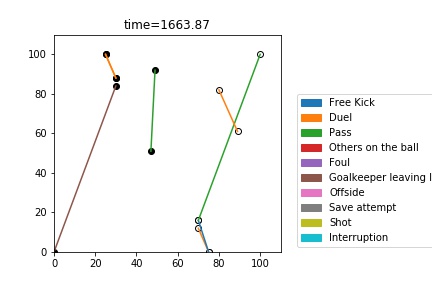 time=1663.87
100
80
60
40
20
0
0
20
40
60
80
100
Free Kick
Duel
Pass
Others on the ball
Foul
Goalkeeper leaving l
Offside
Save attempt
Shot
Interruption